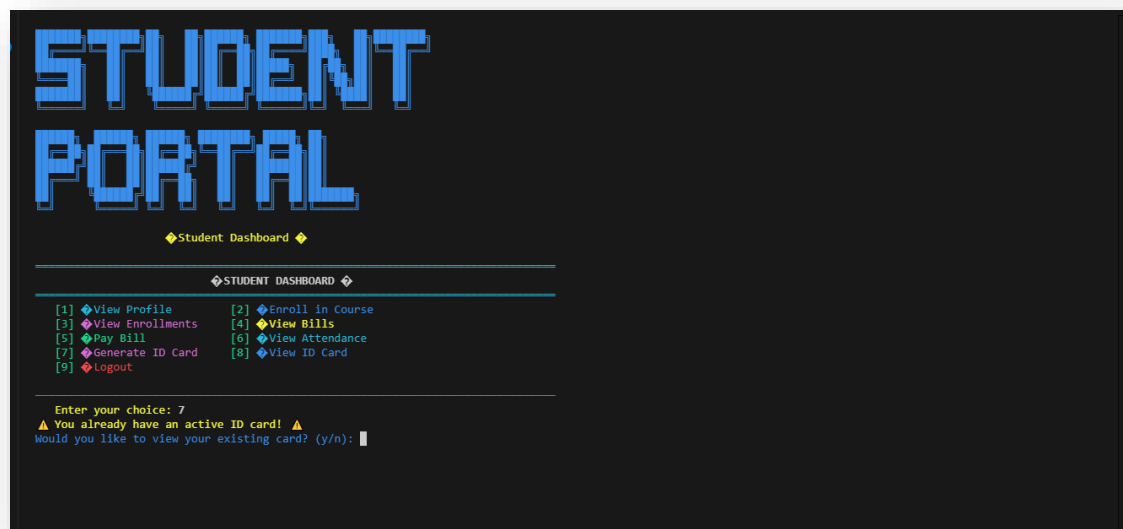 STUDENT
PORTAL
�Student Dashboard �
�STUDENT DASHBOARD �
[1] �View Profile [2] �Enroll in Course
[3] �View Enrollments [4] �View Bills
[5] �Pay Bill [6] �View Attendance
[7] �Generate ID Card [8] �View ID Card
[9] �Logout
Enter your choice: 7
⚠ You already have an active ID card! ⚠
Would you like to view your existing card? (y/n):